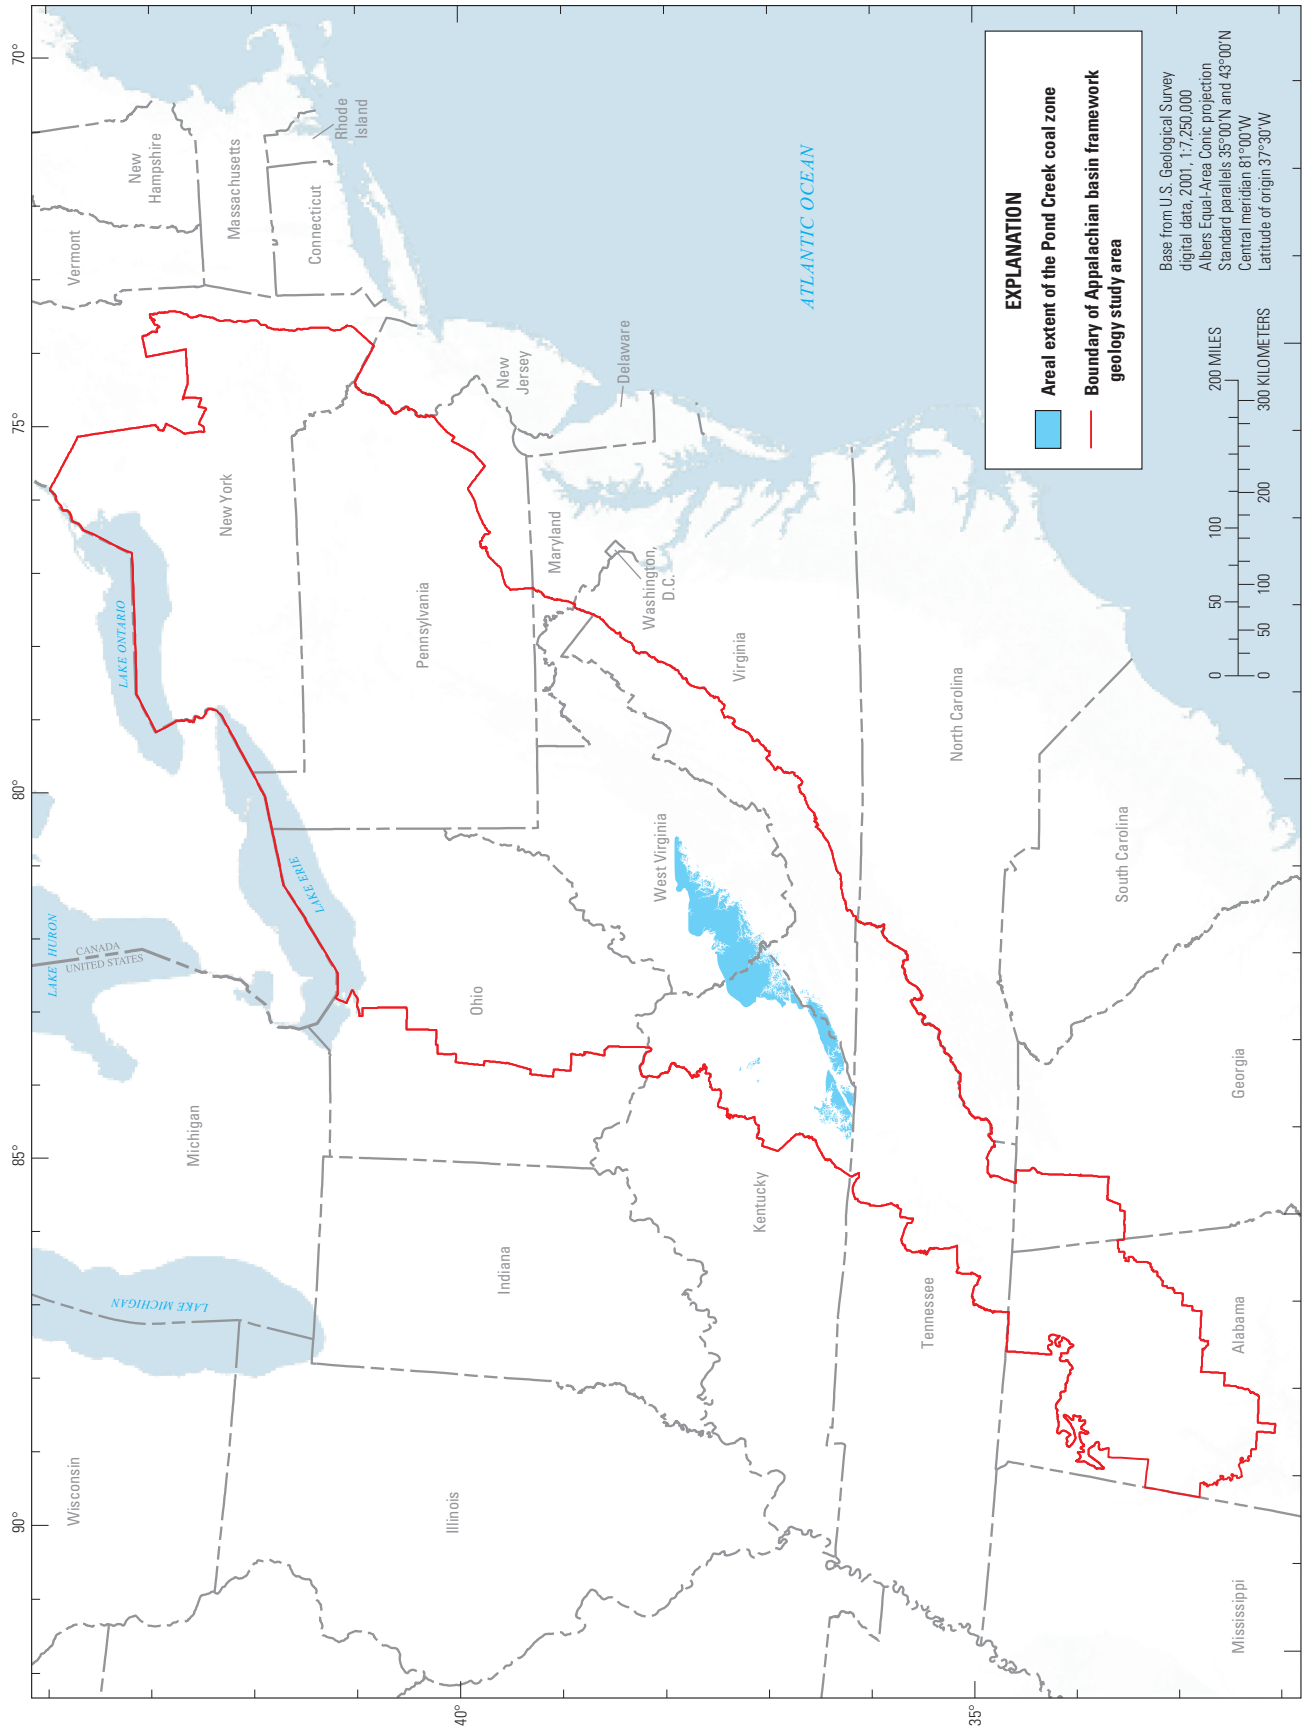 70°
75°
80°
85°
90°
40°
35°
LAKE HURON
CANADA
UNITED STATES
LAKE ONTARIO
LAKE ERIE
LAKE MICHIGAN
ATLANTIC OCEAN
Wisconsin
Michigan
Illinois
Indiana
Ohio
Kentucky
Tennessee
Mississippi
Alabama
Georgia
South Carolina
North Carolina
Virginia
West Virginia
Washington,
D.C.
Maryland
Delaware
New
Jersey
Pennsylvania
New York
Vermont
New
Hampshire
Massachusetts
Connecticut
Rhode
Island
EXPLANATION
Areal extent of the Pond Creek coal zone
Boundary of Appalachian basin framework
geology study area
0 50 100 200 MILES
0 50 100 200 300 KILOMETERS
Base from U.S. Geological Survey
digital data, 2001, 1:7,250,000
Albers Equal-Area Conic projection
Standard parallels 35°00'N and 43°00'N
Central meridian 81°00'W
Latitude of origin 37°30'W